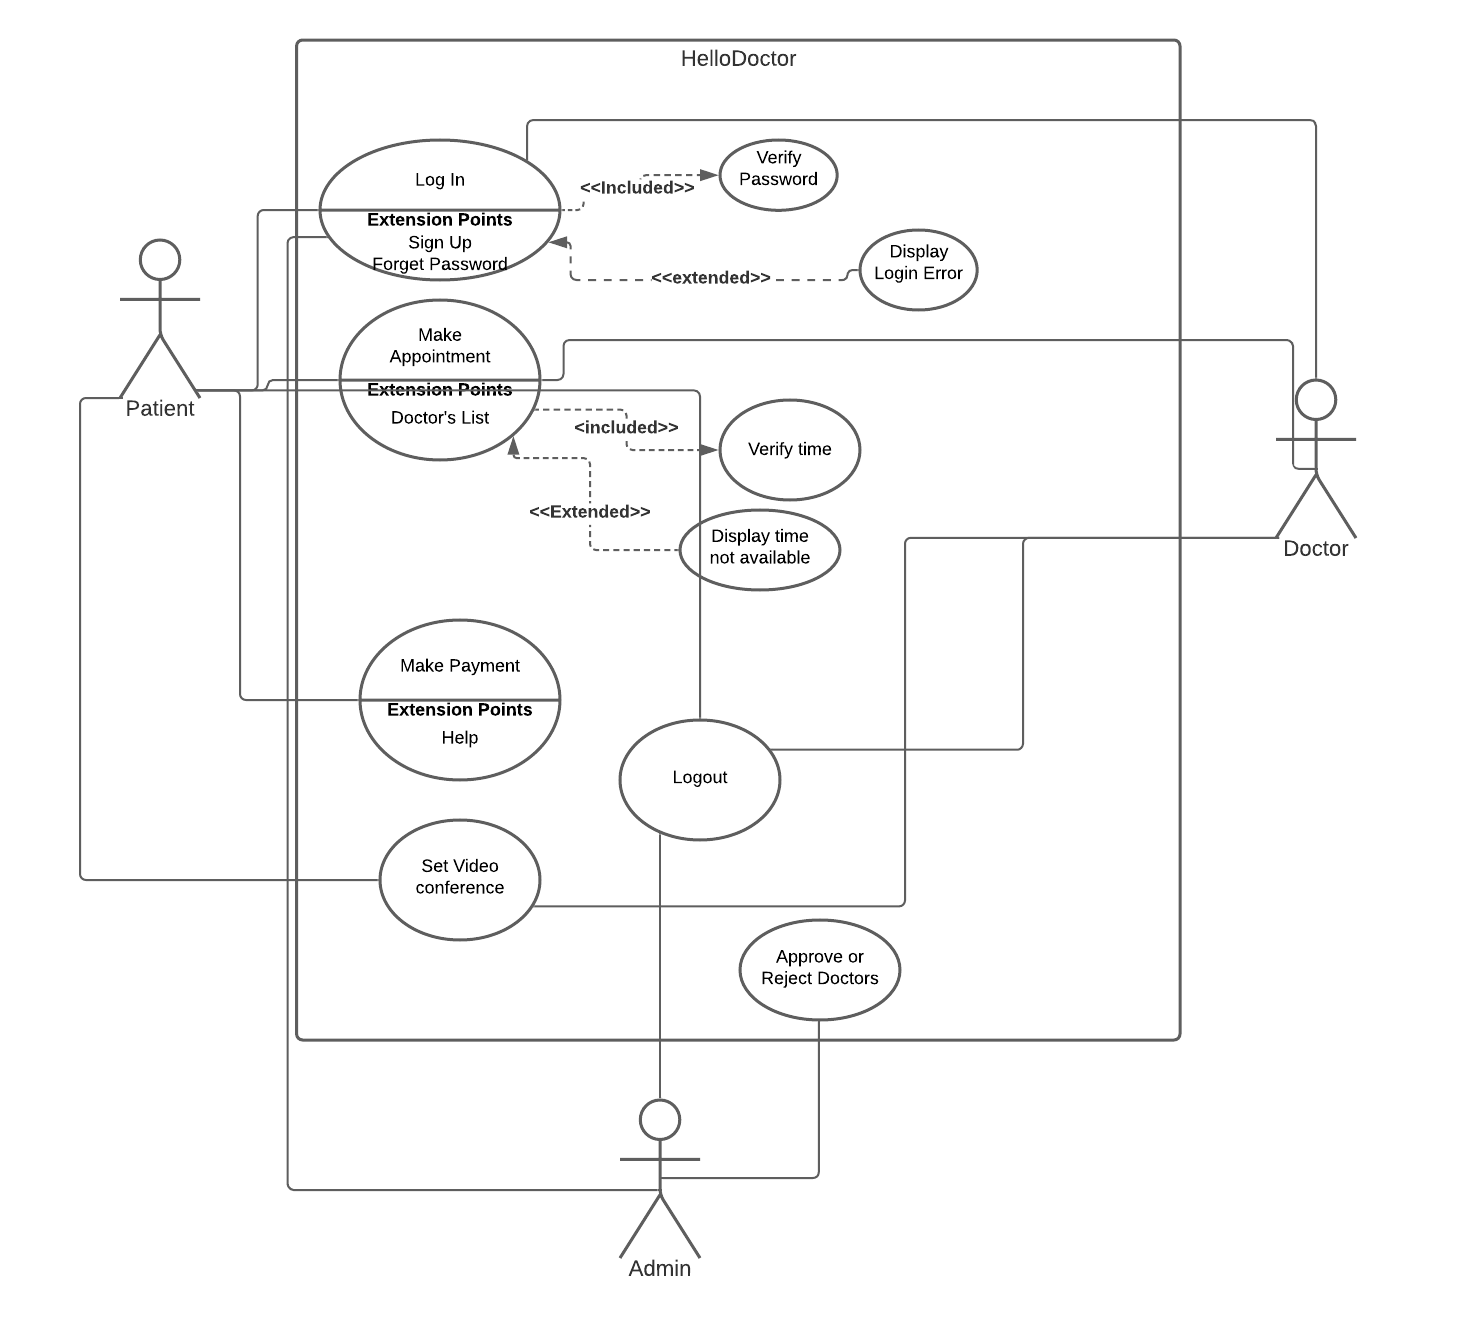 HelloDoctor
Log In
Extension Points
Sign Up
Forget Password
<<Included>>
Verify
Password
<<extended>>
Display
Login Error
Patient
Make
Appointment
Extension Points
Doctor's List
<included>>
Verify time
<<Extended>>
Display time
not available
Doctor
Make Payment
Extension Points
Help
Logout
Set Video
conference
Approve or
Reject Doctors
Admin